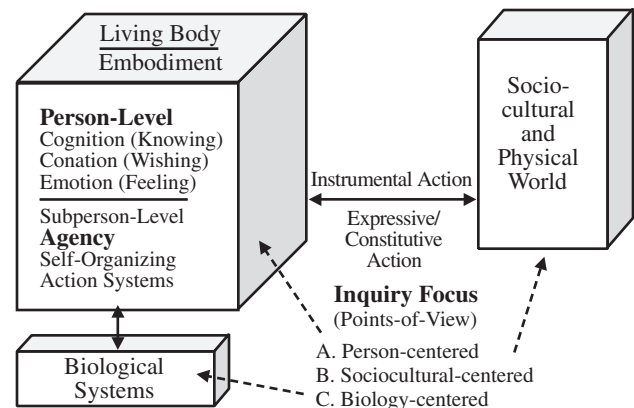 Living Body
Embodiment
Person-Level
Cognition (Knowing)
Conation (Wishing)
Emotion (Feeling)
Subperson-Level
Agency
Self-Organizing
Action Systems
Biological
Systems
Instrumental Action
Expressive/
Constitutive
Action
Socio-
cultural
and
Physical
World
Inquiry Focus
(Points-of-View)
A. Person-centered
B. Sociocultural-centered
C. Biology-centered